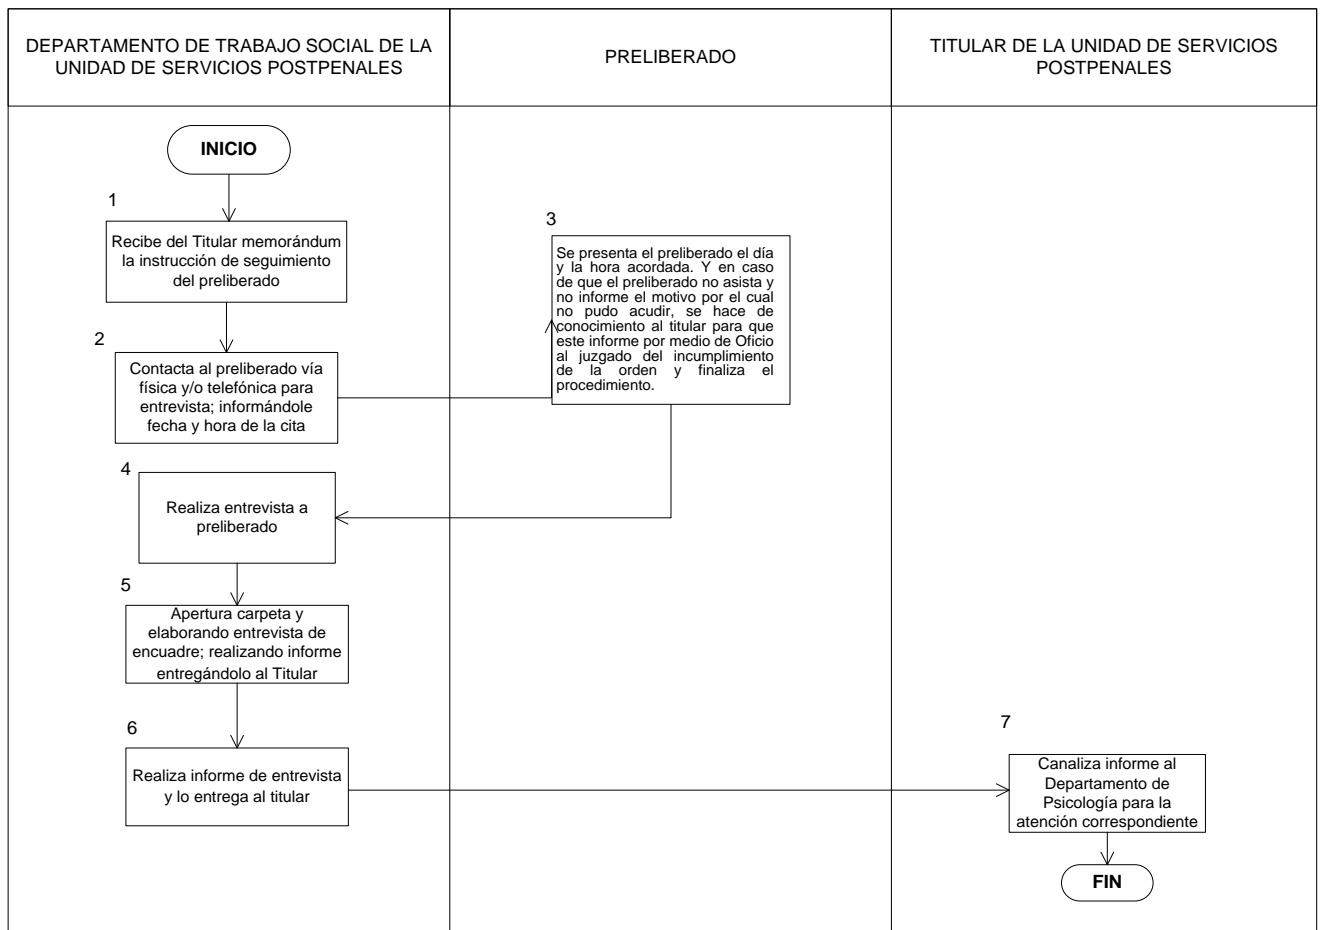 DEPARTAMENTO DE TRABAJO SOCIAL DE LA
UNIDAD DE SERVICIOS POSTPENALES
PRELIBERADO
TITULAR DE LA UNIDAD DE SERVICIOS
POSTPENALES
INICIO
1
Recibe del Titular memorándum
la instrucción de seguimiento
del preliberado
2
Contacta al preliberado vía
física y/o telefónica para
entrevista; informándole
fecha y hora de la cita
3
Se presenta el preliberado el día
y la hora acordada. Y en caso
de que el preliberado no asista y
no informe el motivo por el cual
no pudo acudir, se hace de
conocimiento al titular para que
este informe por medio de Oficio
al juzgado del incumplimiento
de la orden y finaliza el
procedimiento.
4
Realiza entrevista a
preliberado
5
Apertura carpeta y
elaborando entrevista de
encuadre; realizando informe
entregándolo al Titular
6
Realiza informe de entrevista
y lo entrega al titular
7
Canaliza informe al
Departamento de
Psicología para la
atención correspondiente
FIN